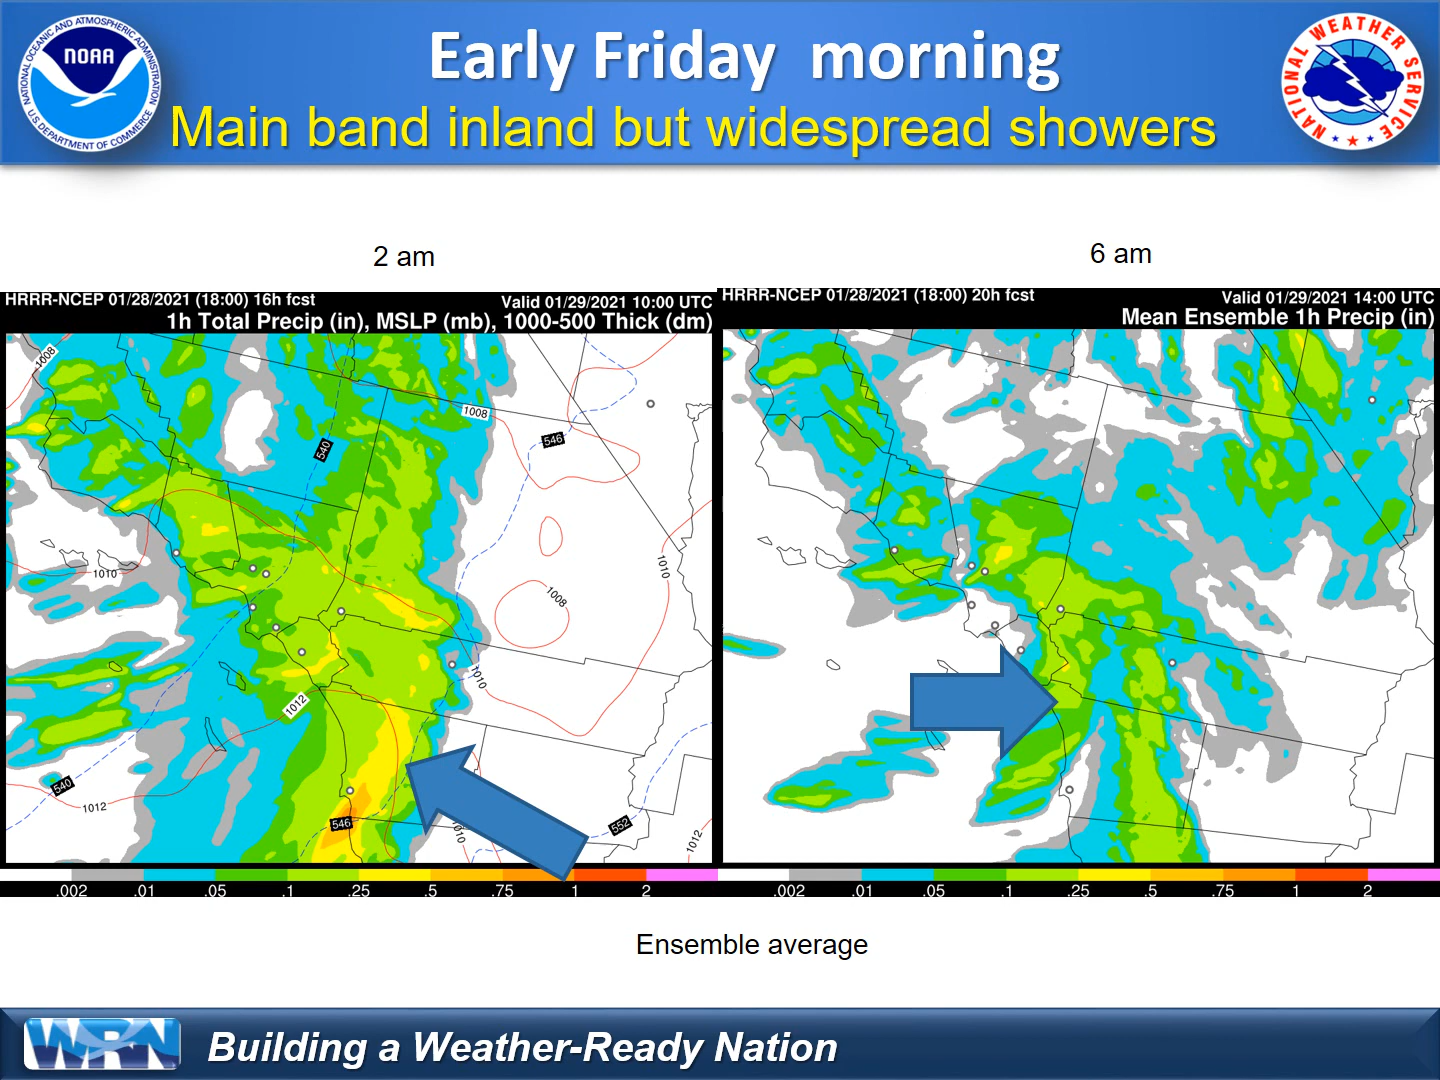 NATIONAL OCEANIC AND ATMOSPHERIC ADMINISTRATION
NOAA
U.S. DEPARTMENT OF COMMERCE
Early Friday  morning
Main band inland but widespread showers
NATIONAL WEATHER SERVICE
2 am
6 am
HRRR-NCEP 01/28/2021 (18:00) 16h fcst
Valid 01/29/2021 10:00 UTC
1h Total Precip (in), MSLP (mb), 1000-500 Thick (dm)
1008
1008
540
546
1010
1010
1008
1010
1012
540
1012
546
1010
552
1012
.002 .01 .05 .1 .25 .5 .75 1 2
HRRR-NCEP 01/28/2021 (18:00) 20h fcst
Valid 01/29/2021 14:00 UTC
Mean Ensemble 1h Precip (in)
.002 .01 .05 .1 .25 .5 .75 1 2
Ensemble average
WRN
Building a Weather-Ready Nation